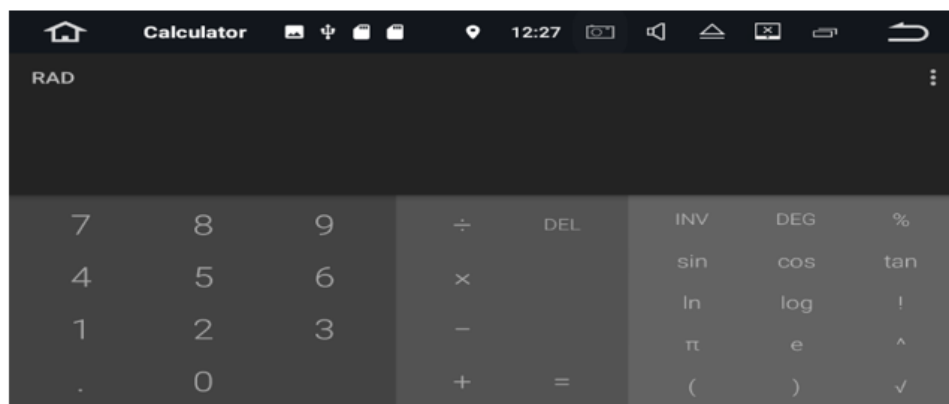 Calculator 12:27
RAD
7 8 9 ÷ DEL INV DEG %
4 5 6 × sin cos tan
1 2 3 − ln log !
. 0 + = π e ^
( ) √